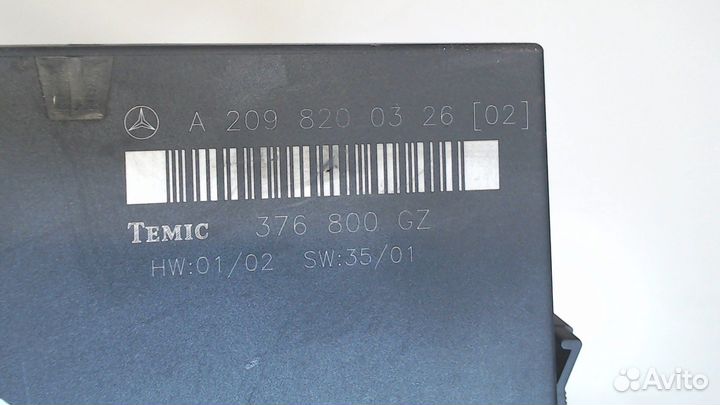 A 209 820 03 26 [02]
TEMIC 376 800 GZ
HW:01/02 SW:35/01
Avito